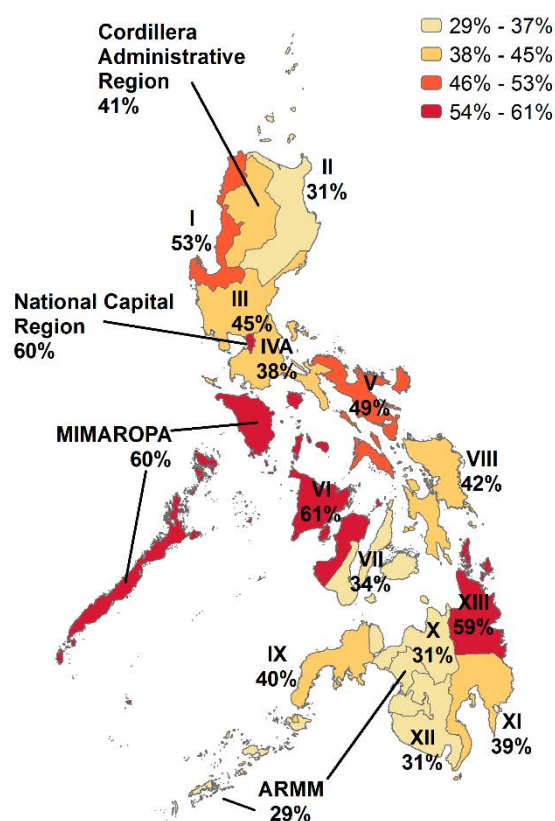 29% - 37%
38% - 45%
46% - 53%
54% - 61%
Cordillera
Administrative
Region
41%
II
31%
I
53%
National Capital
Region
60%
III
45%
IVA
38%
V
49%
MIMAROPA
60%
VIII
42%
VI
61%
VII
34%
XIII
59%
X
31%
IX
40%
XI
39%
XII
31%
ARMM
29%